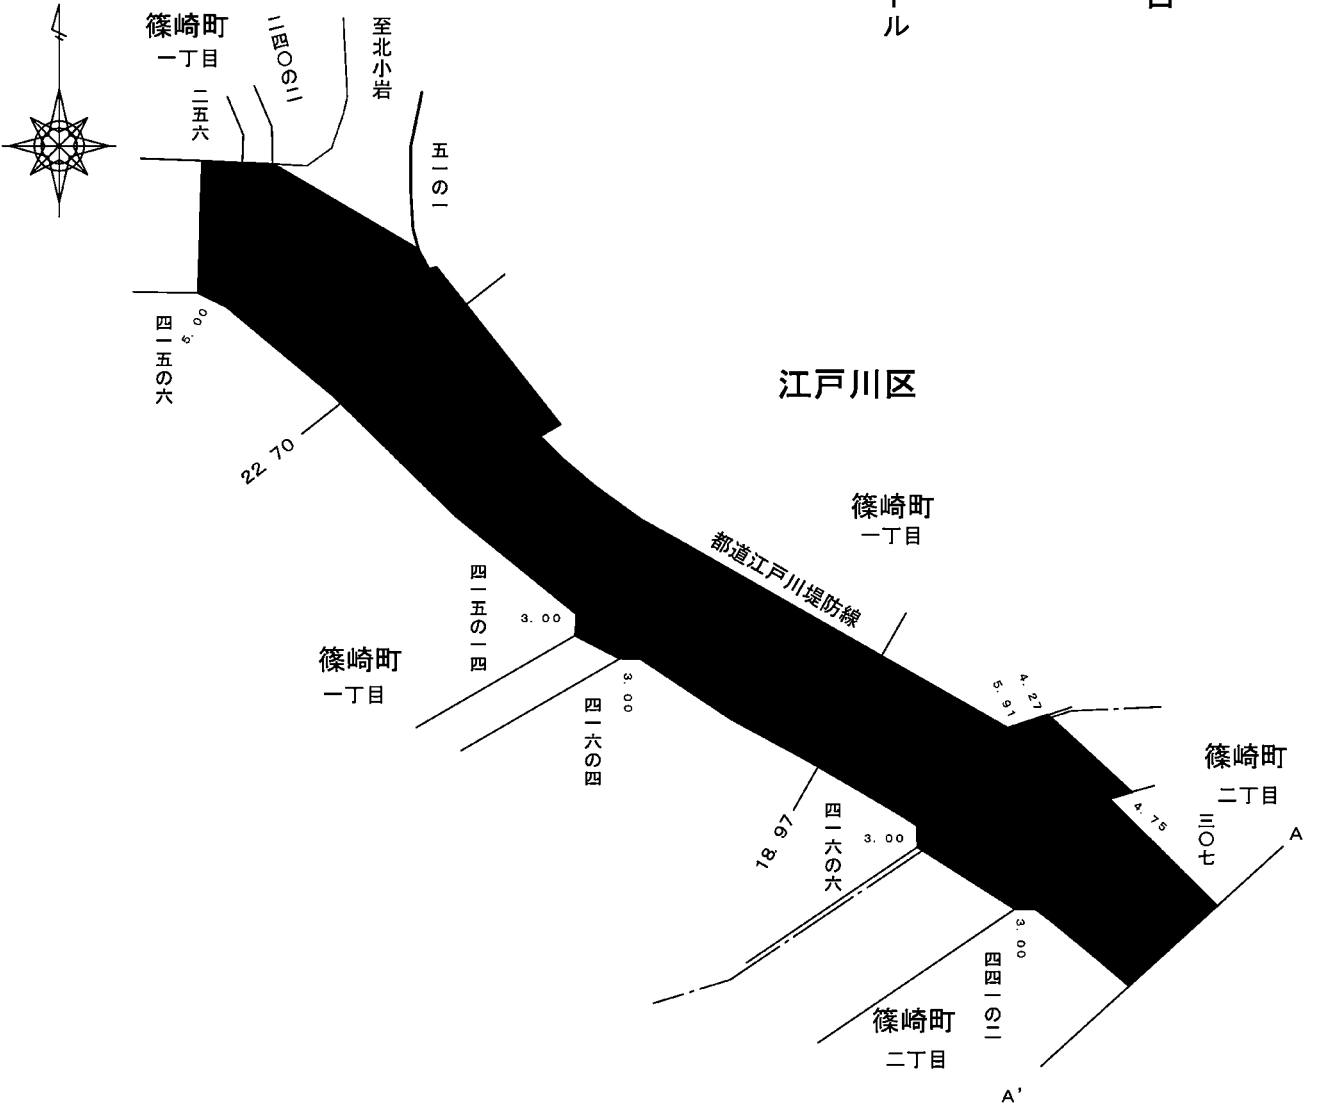 ール
篠崎町
一丁目
二四〇の二
至北小岩
二五六
五一の一
四一五の六
5.00
22.70
江戸川区
篠崎町
一丁目
都道江戸川堤防線
四一五の一四
3.00
篠崎町
一丁目
3.00
四一六の四
4.27
5.91
篠崎町
二丁目
4.75
三〇七
A
18.97
四一六の六
3.00
3.00
四四一の二
篠崎町
二丁目
A'